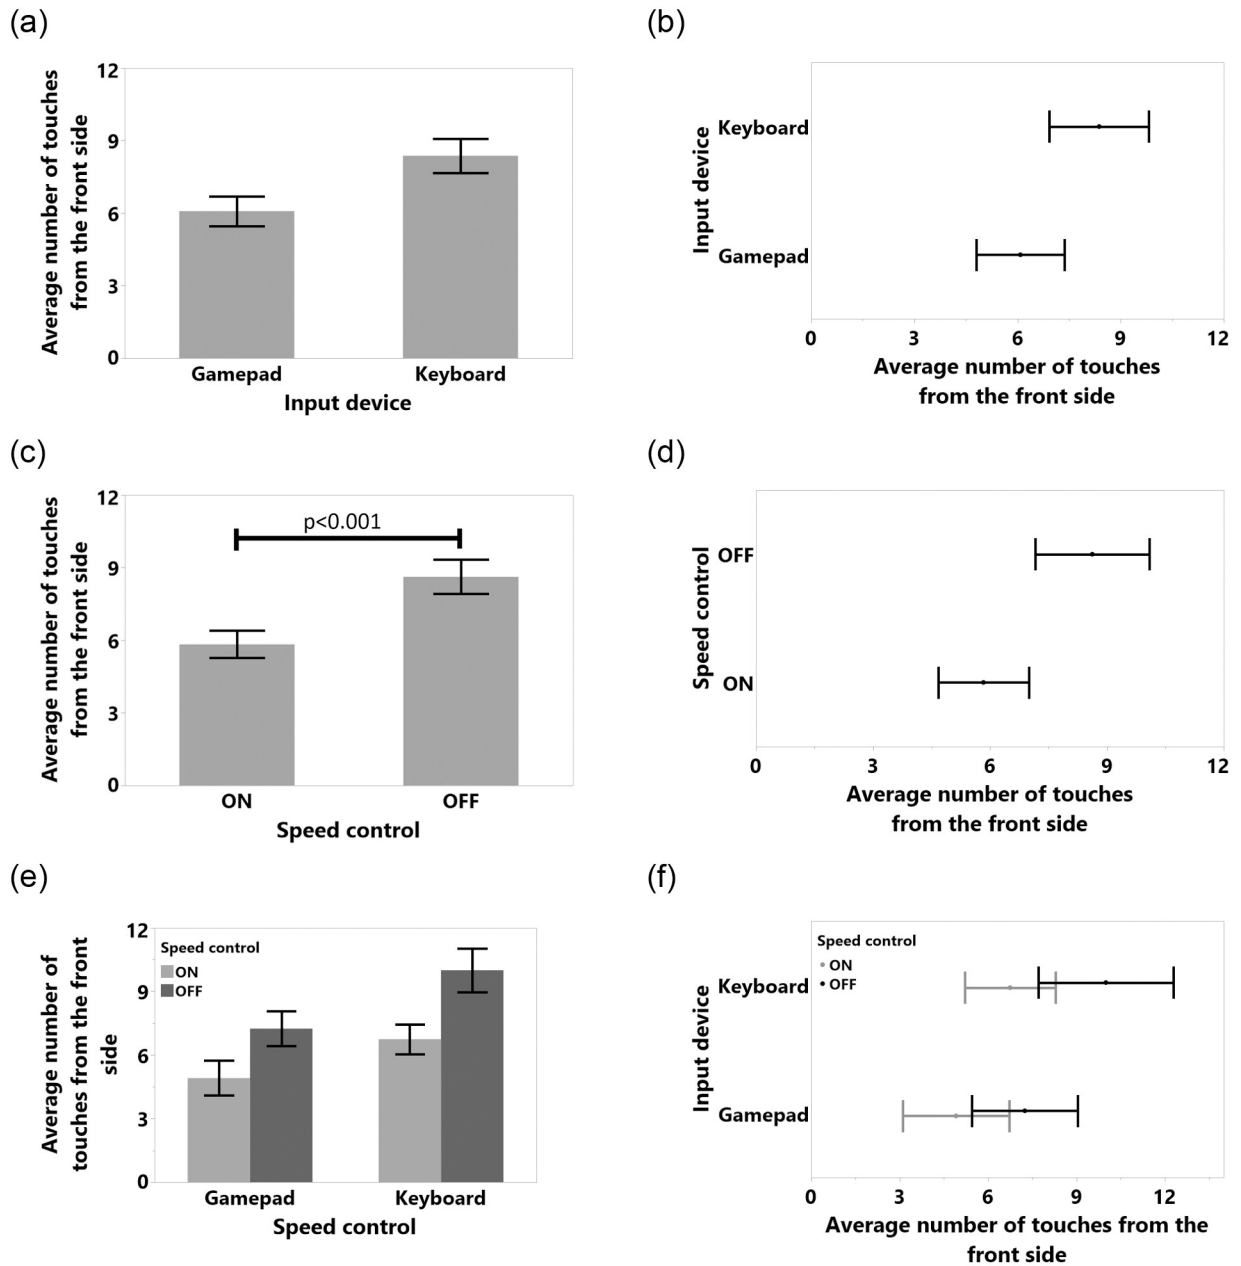 (a)
12
9
6
3
0
Average number of touches
from the front side
Gamepad
Keyboard
Input device
(b)
Input device
Keyboard
Gamepad
0 3 6 9 12
Average number of touches
from the front side
(c)
12
9
6
3
0
Average number of touches
from the front side
p<0.001
ON
OFF
Speed control
(d)
Speed control
OFF
ON
0 3 6 9 12
Average number of touches
from the front side
(e)
12
9
6
3
0
Average number of
touches from the front
side
Speed control
ON
OFF
Gamepad
Keyboard
Speed control
(f)
Speed control
ON
OFF
Input device
Keyboard
Gamepad
0 3 6 9 12
Average number of touches from the
front side